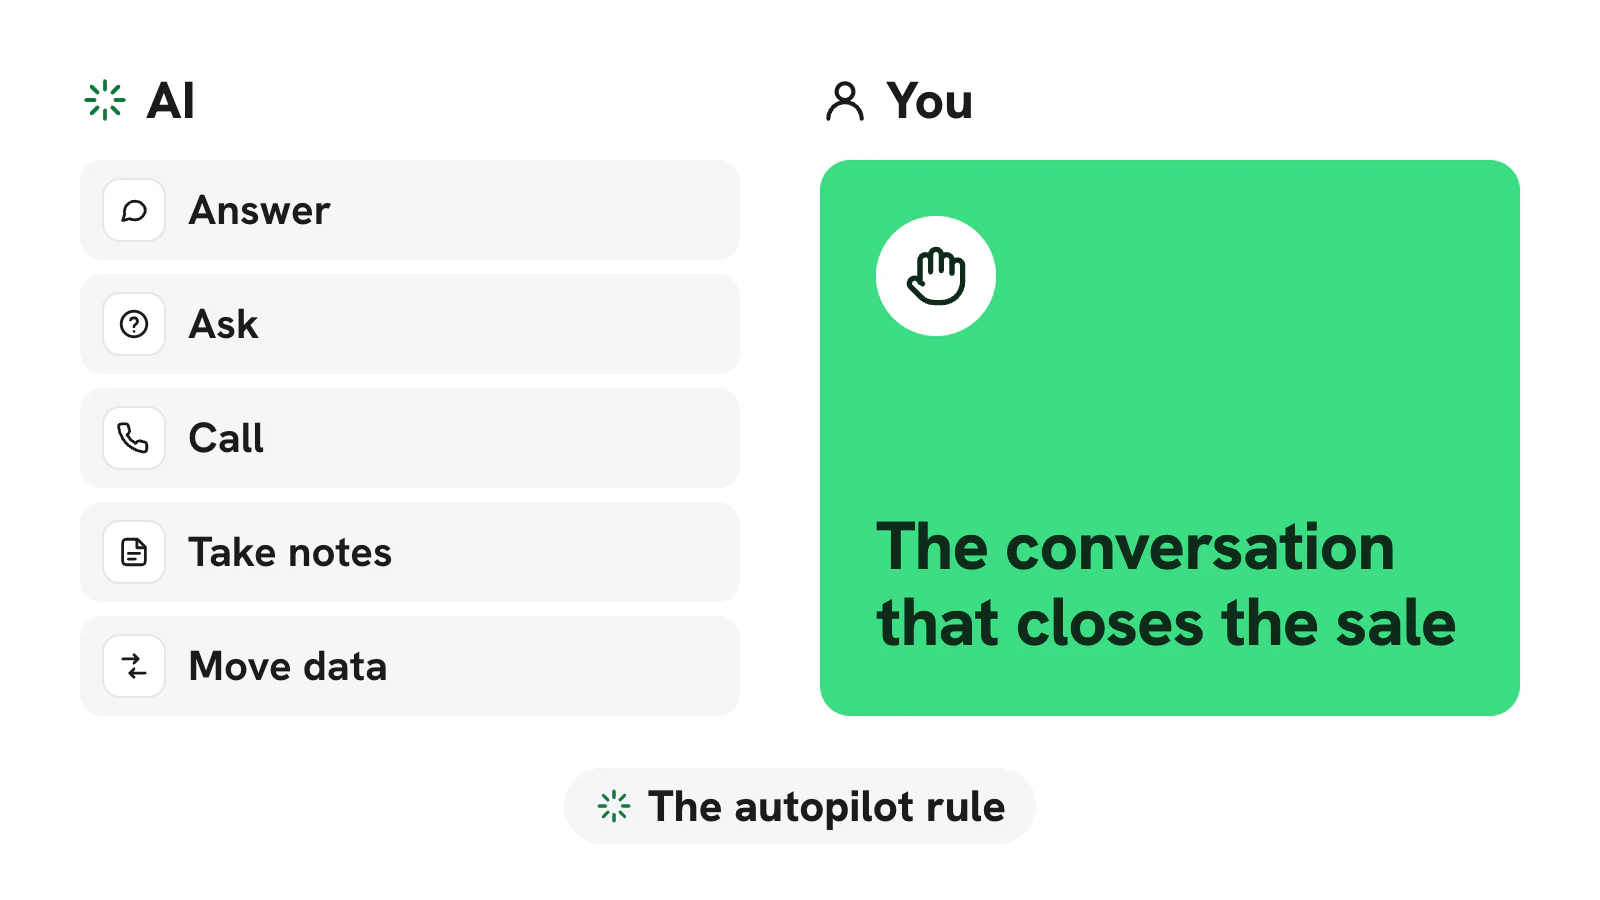 AI
Answer
Ask
Call
Take notes
Move data
You
The conversation
that closes the sale
The autopilot rule